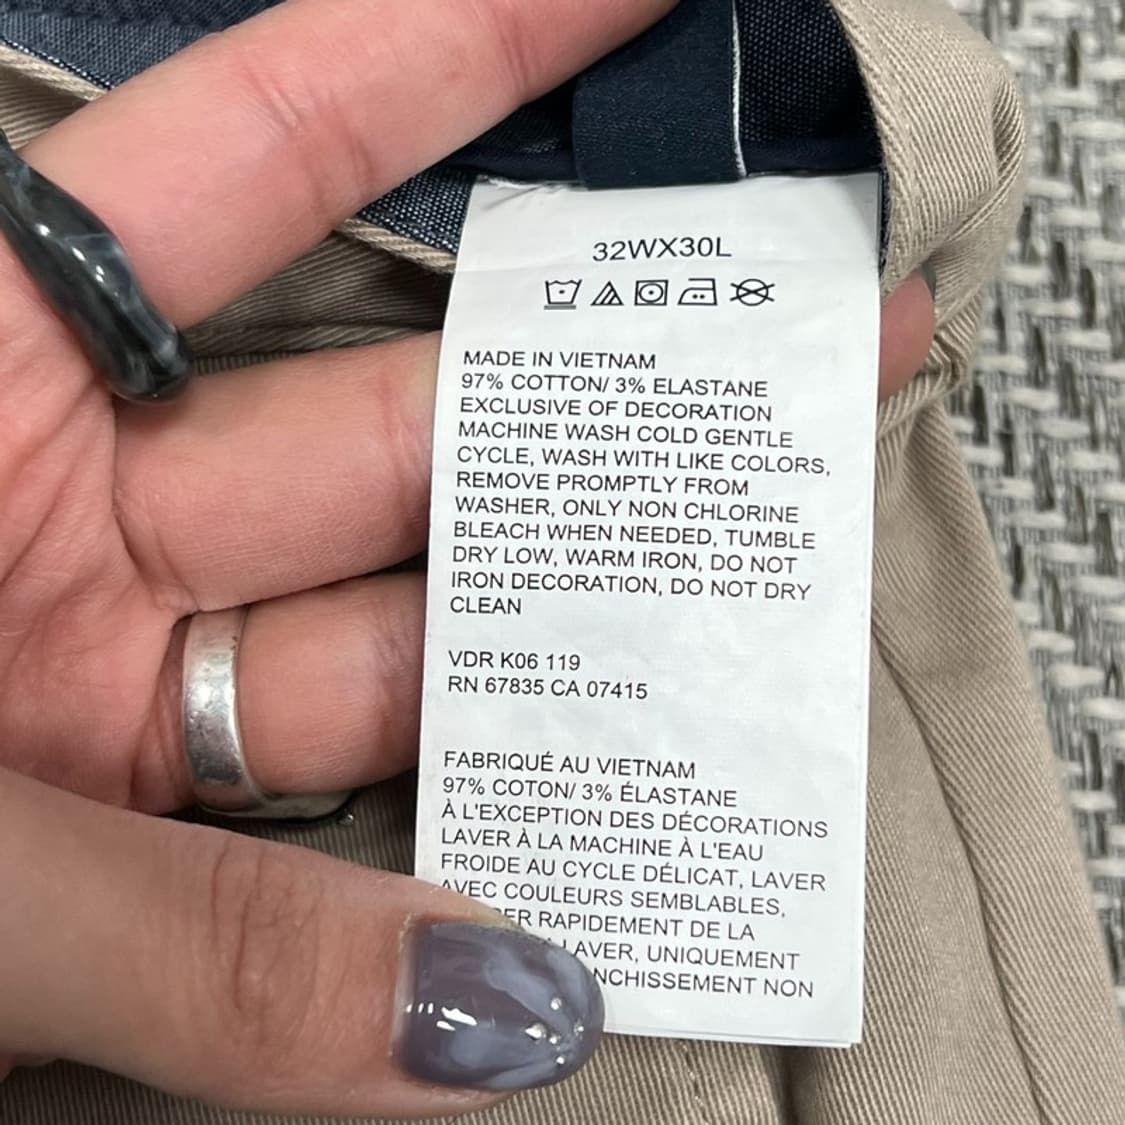 32WX30L
MADE IN VIETNAM
97% COTTON/ 3% ELASTANE
EXCLUSIVE OF DECORATION
MACHINE WASH COLD GENTLE
CYCLE, WASH WITH LIKE COLORS,
REMOVE PROMPTLY FROM
WASHER, ONLY NON CHLORINE
BLEACH WHEN NEEDED, TUMBLE
DRY LOW, WARM IRON, DO NOT
IRON DECORATION, DO NOT DRY
CLEAN
VDR K06 119
RN 67835 CA 07415
FABRIQUÉ AU VIETNAM
97% COTON/ 3% ÉLASTANE
À L'EXCEPTION DES DÉCORATIONS
LAVER À LA MACHINE À L'EAU
FROIDE AU CYCLE DÉLICAT, LAVER
AVEC COULEURS SEMBLABLES,
RAPIDEMENT DE LA
LAVER, UNIQUEMENT
NON